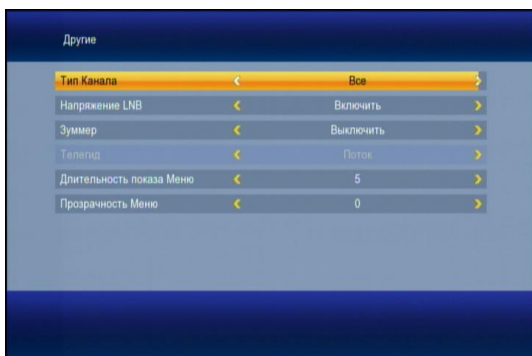 Другие
Тип Канала Все
Напряжение LNB Включить
Зуммер Выключить
Телегид Поток
Длительность показа Меню 5
Прозрачность Меню 0